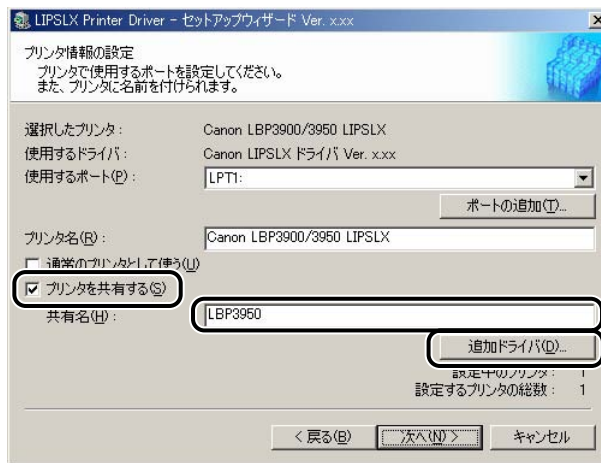 LIPSLX Printer Driver - セットアップウィザード Ver. x.xx
プリンタ情報の設定
プリンタで使用するポートを設定してください。
また、プリンタに名前を付けられます。
選択したプリンタ: Canon LBP3900/3950 LIPSLX
使用するドライバ: Canon LIPSLX ドライバ Ver. x.xx
使用するポート(P): LPT1:
ポートの追加(T)...
プリンタ名(R): Canon LBP3900/3950 LIPSLX
通常のプリンタとして使う(U)
プリンタを共有する(S)
共有名(H): LBP3950
追加ドライバ(D)...
設定中のプリンタ: 1
設定するプリンタの総数: 1
< 戻る(B) 次へ(N) > キャンセル